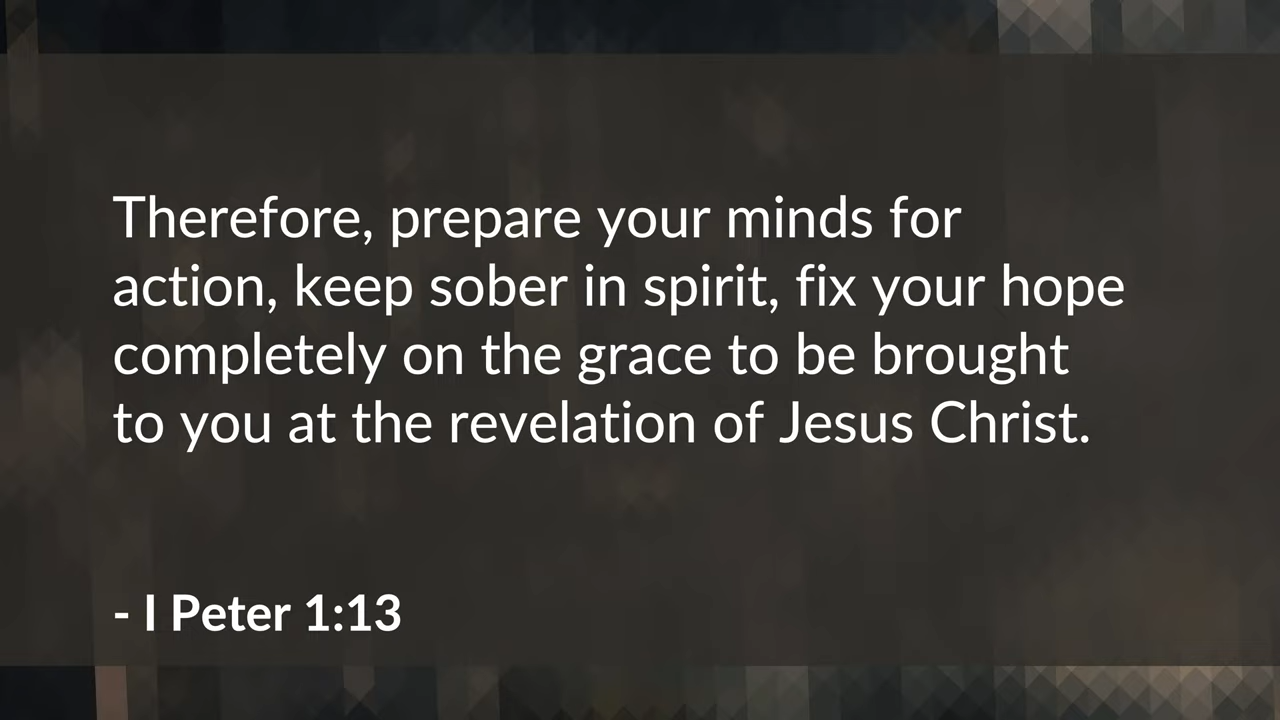 Therefore, prepare your minds for
action, keep sober in spirit, fix your hope
completely on the grace to be brought
to you at the revelation of Jesus Christ.
- I Peter 1:13